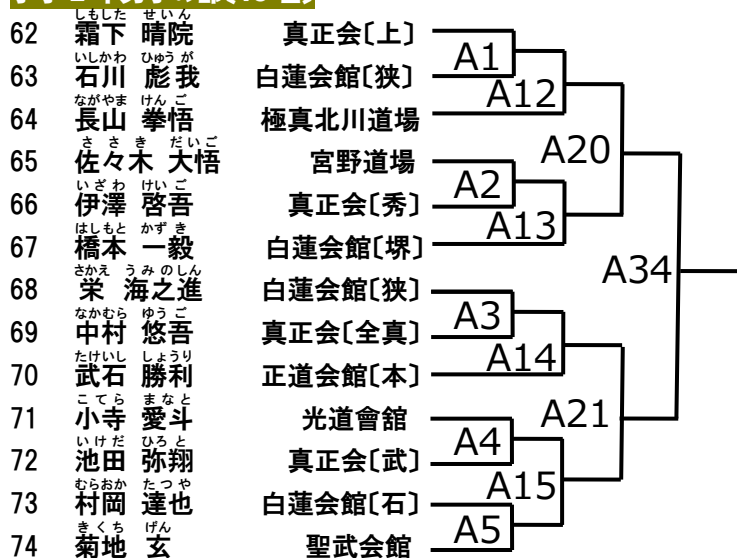 62 霜下 晴院 しもした せいん 真正会〔上〕
63 石川 彪我 いしかわ ひゅうが 白蓮会館〔狭〕
A1
A12
64 長山 拳悟 ながやま けんご 極真北川道場
A20
65 佐々木 大悟 ささき だいご 宮野道場
66 伊澤 啓吾 いざわ けいご 真正会〔秀〕
A2
A13
67 橋本 一毅 はしもと かずき 白蓮会館〔堺〕
A34
68 栄 海之進 さかえ うみのしん 白蓮会館〔狭〕
69 中村 悠吾 なかむら ゆうご 真正会〔全真〕
A3
A14
70 武石 勝利 たけいし しょうり 正道会館〔本〕
A21
71 小寺 愛斗 こてら まなと 光道會舘
72 池田 弥翔 いけだ ひろと 真正会〔武〕
A4
A15
73 村岡 達也 むらおか たつや 白蓮会館〔石〕
74 菊地 玄 きくち げん 聖武会館
A5